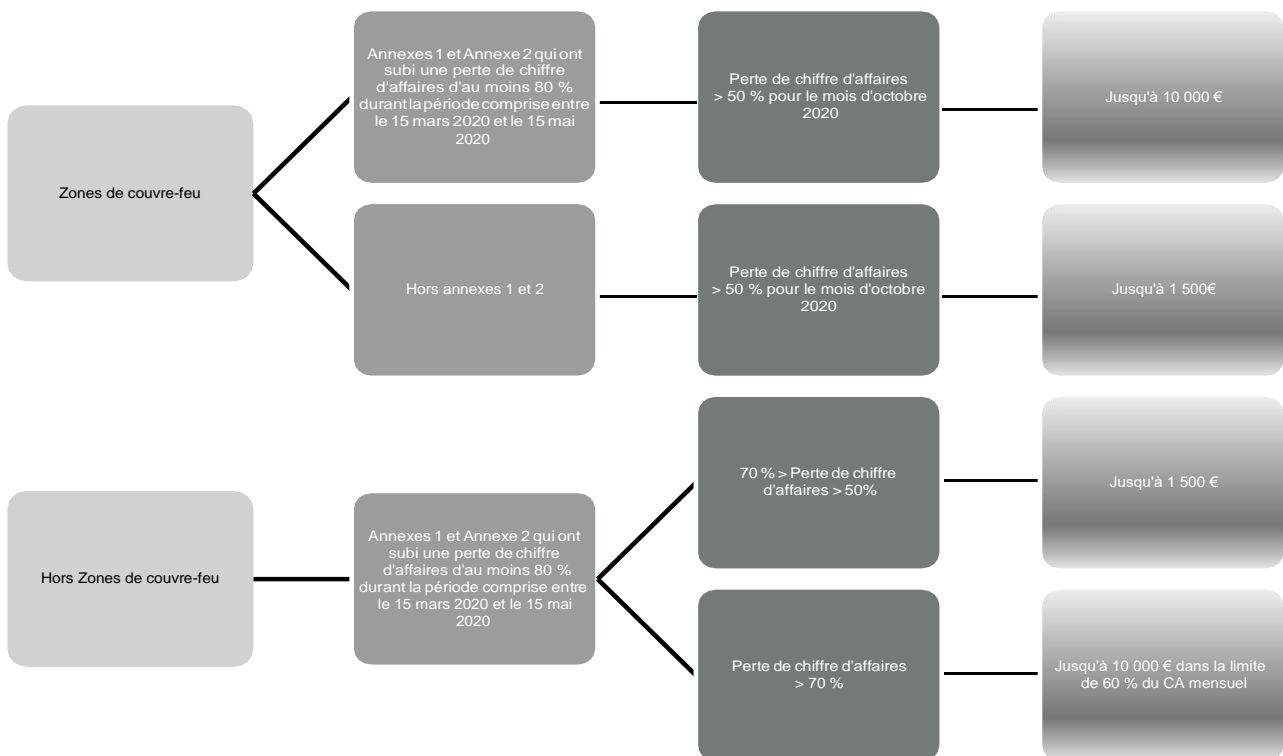 Zones de couvre-feu
Annexes 1 et Annexe 2 qui ont
subi une perte de chiffre
d'affaires d'au moins 80 %
durant la période comprise entre
le 15 mars 2020 et le 15 mai
2020
Perte de chiffre d'affaires
> 50 % pour le mois d'octobre
2020
Jusqu'à 10 000 €
Hors annexes 1 et 2
Perte de chiffre d'affaires
> 50 % pour le mois d'octobre
2020
Jusqu'à 1 500€
Hors Zones de couvre-feu
Annexes 1 et Annexe 2 qui ont
subi une perte de chiffre
d'affaires d'au moins 80 %
durant la période comprise entre
le 15 mars 2020 et le 15 mai
2020
70 % > Perte de chiffre
d'affaires > 50%
Jusqu'à 1 500 €
Perte de chiffre d'affaires
> 70 %
Jusqu'à 10 000 € dans la limite
de 60 % du CA mensuel